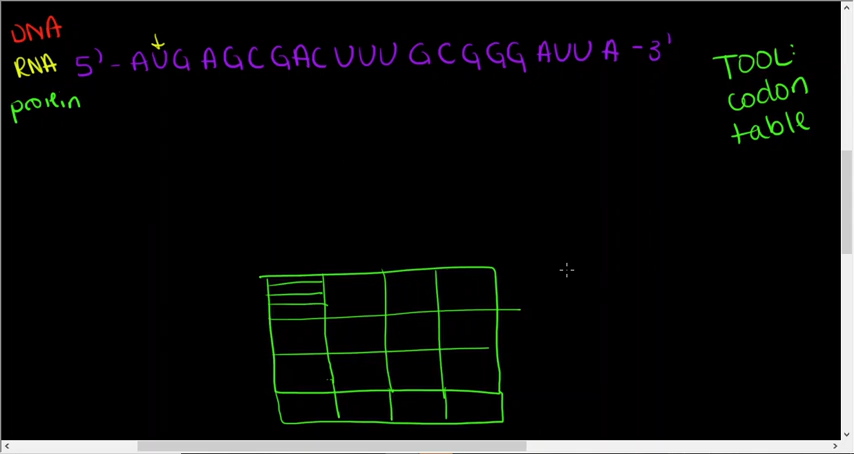 DNA
RNA 5' - AUG AGC GAC UUU GCG GG AUU A - 3'
protein
TOOL:
codon
table